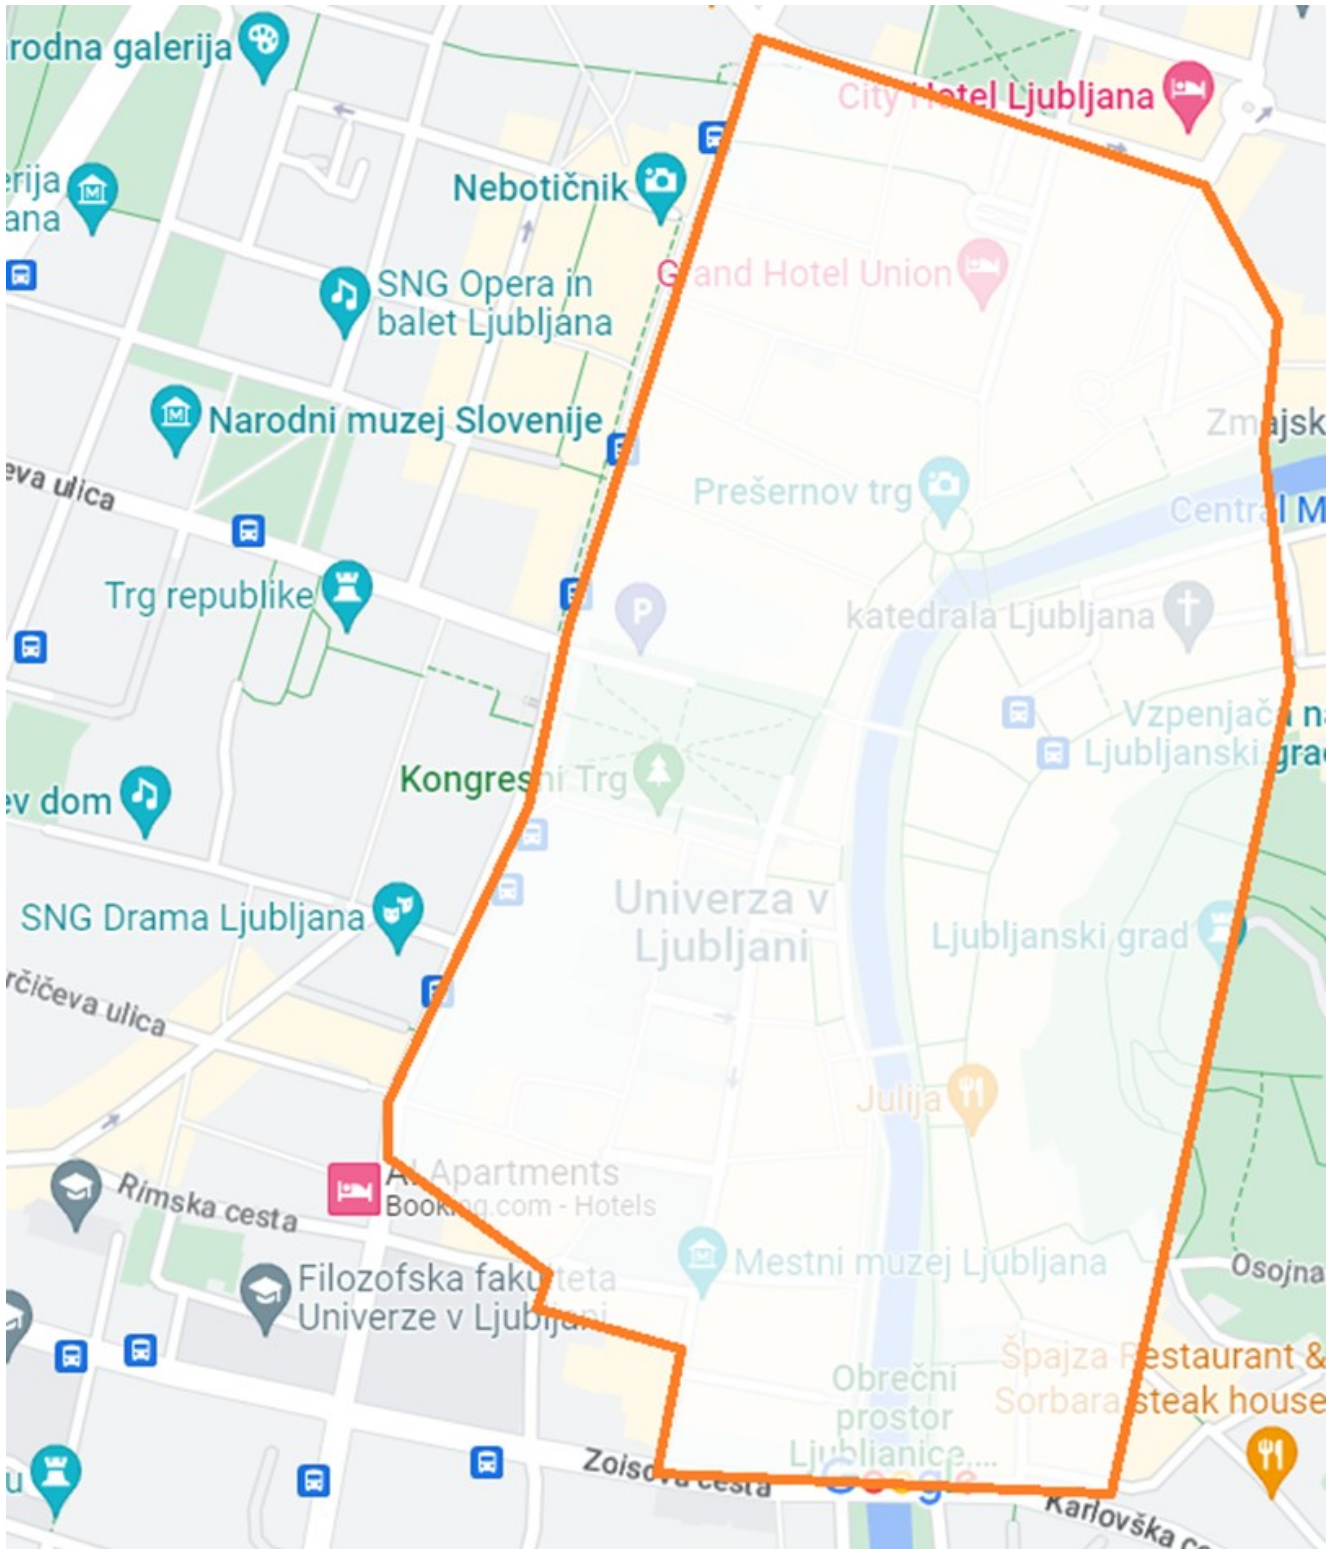 rodna galerija
City Hotel Ljubljana
erija
ana
Nebotičnik
Grand Hotel Union
SNG Opera in
balet Ljubljana
Narodni muzej Slovenije
Zmajsk
eva ulica
Prešernov trg
Central M
P
Trg republike
katedrala Ljubljana
Vzpenjača na
Ljubljanski gra
Kongresni Trg
ev dom
Univerza v
Ljubljani
SNG Drama Ljubljana
Ljubljanski grad
rčičeva ulica
Julija
AI Apartments
Booking.com - Hotels
Rimska cesta
Mestni muzej Ljubljana
Osojna
Filozofska fakulteta
Univerze v Ljubljani
Špajza Restaurant &
Sorbara steak house
Obrečni
prostor
Ljubljanice....
Google
Zoisova cesta
Karlovška ce
u